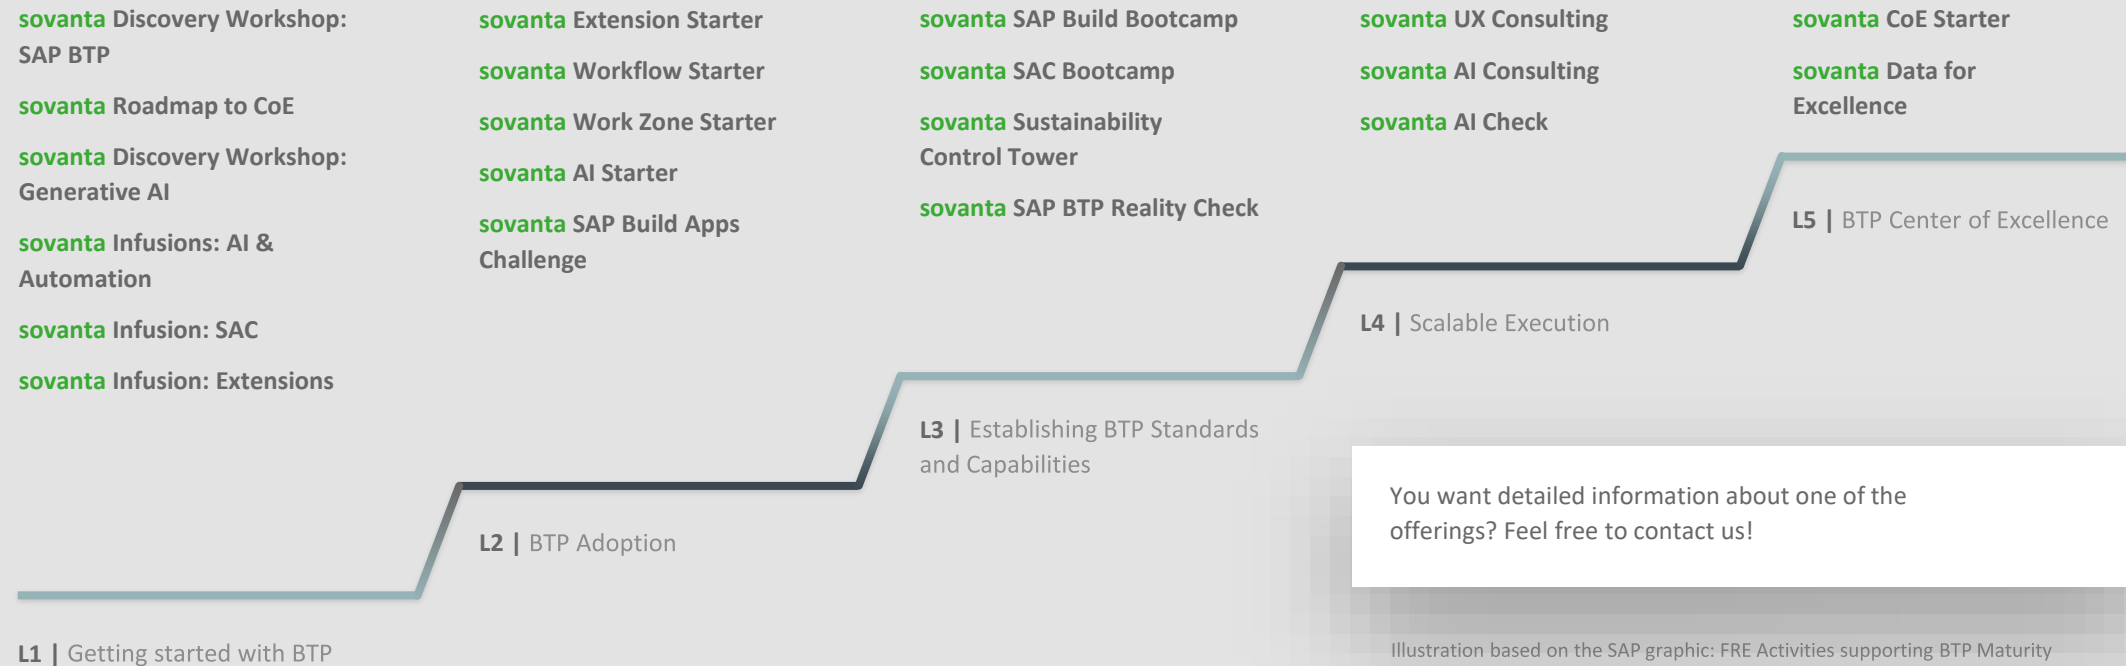 sovanta Discovery Workshop:
SAP BTP
sovanta Roadmap to CoE
sovanta Discovery Workshop:
Generative AI
sovanta Infusions: AI &
Automation
sovanta Infusion: SAC
sovanta Infusion: Extensions
L1 | Getting started with BTP
sovanta Extension Starter
sovanta Workflow Starter
sovanta Work Zone Starter
sovanta AI Starter
sovanta SAP Build Apps
Challenge
L2 | BTP Adoption
sovanta SAP Build Bootcamp
sovanta SAC Bootcamp
sovanta Sustainability
Control Tower
sovanta SAP BTP Reality Check
L3 | Establishing BTP Standards
and Capabilities
sovanta UX Consulting
sovanta AI Consulting
sovanta AI Check
L4 | Scalable Execution
sovanta CoE Starter
sovanta Data for
Excellence
L5 | BTP Center of Excellence
You want detailed information about one of the
offerings? Feel free to contact us!
Illustration based on the SAP graphic: FRE Activities supporting BTP Maturity